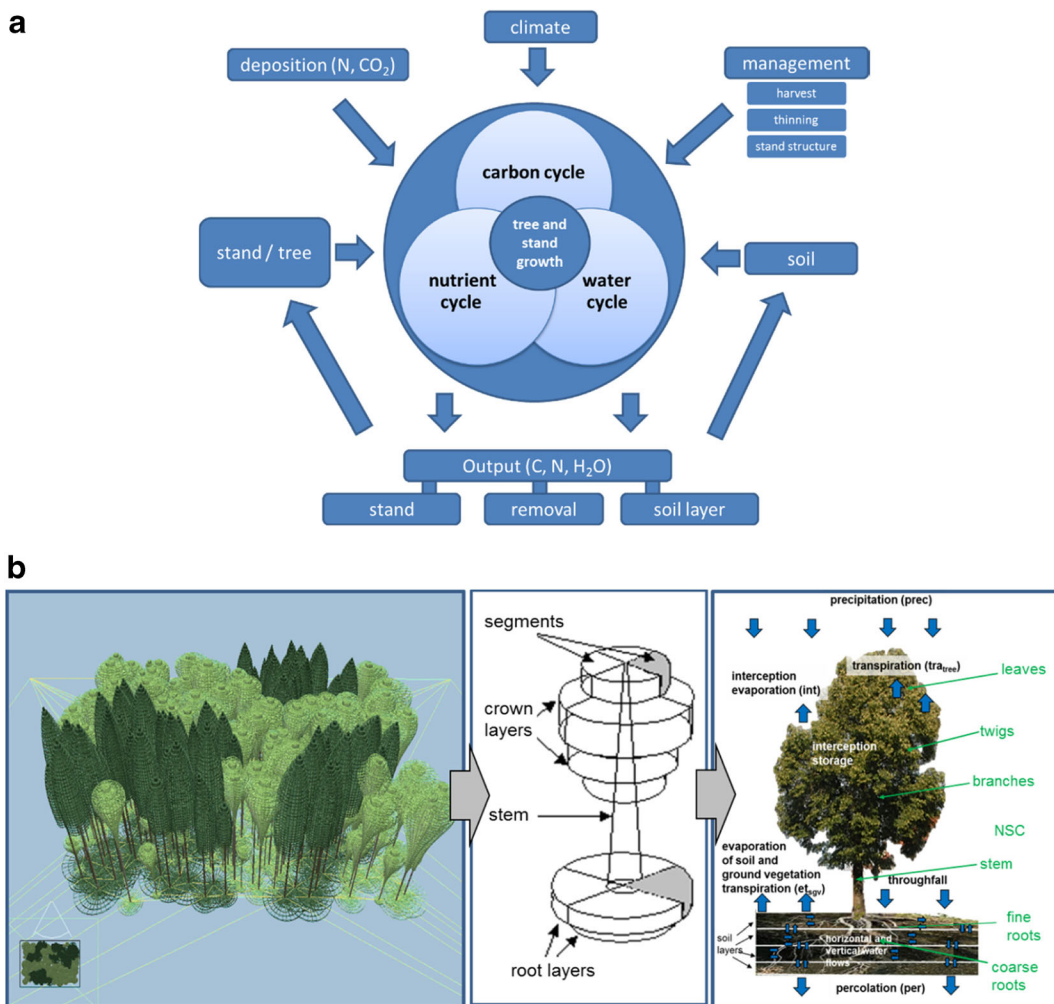 a
climate
deposition (N, CO₂)
management
harvest
thinning
stand structure
carbon cycle
tree and
stand
growth
nutrient
cycle
water
cycle
stand / tree
soil
Output (C, N, H₂O)
stand
removal
soil layer
b
segments
crown
layers
stem
root layers
precipitation (prec)
transpiration (tra_tree)
interception
evaporation (int)
interception
storage
leaves
twigs
branches
NSC
stem
evaporation
of soil and
ground vegetation
transpiration (et_sgv)
throughfall
fine
roots
soil
layers
horizontal and
vertical water
flows
coarse
roots
percolation (per)